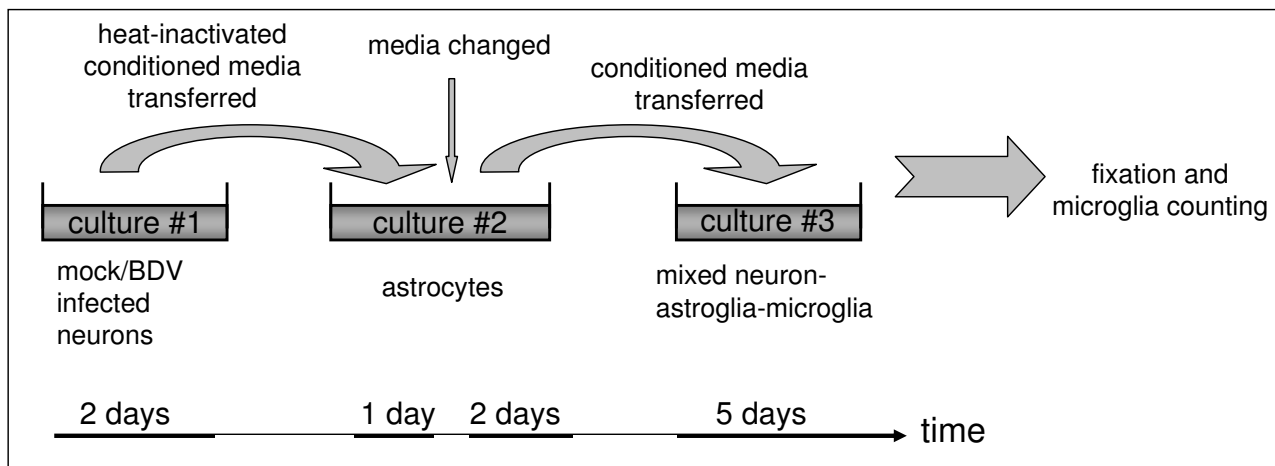 heat-inactivated
conditioned media
transferred
media changed
conditioned media
transferred
culture #1
culture #2
culture #3
fixation and
microglia counting
mock/BDV
infected
neurons
astrocytes
mixed neuron-
astroglia-microglia
2 days
1 day
2 days
5 days
time